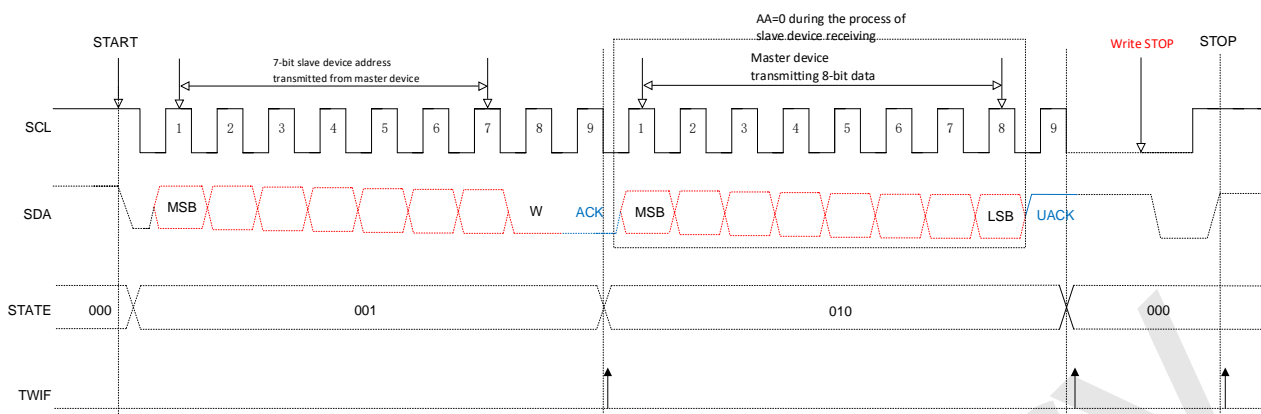 AA=0 during the process of
slave device receiving
START
7-bit slave device address
transmitted from master device
Master device
transmitting 8-bit data
Write STOP
STOP
SCL
1 2 3 4 5 6 7 8 9 1 2 3 4 5 6 7 8 9
SDA
MSB W ACK MSB LSB UACK
STATE
000 001 010 000
TWIF